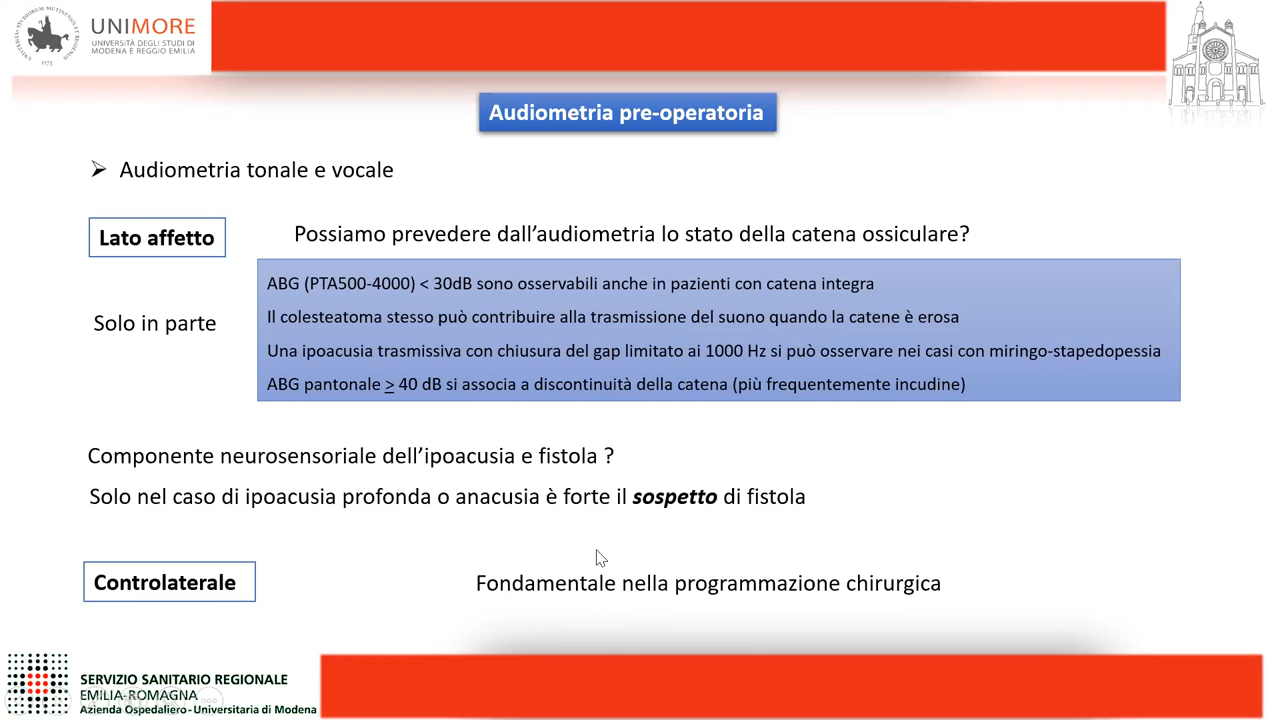 UNIMORE
UNIVERSITÀ DEGLI STUDI DI
MODENA E REGGIO EMILIA
1175
Audiometria pre-operatoria
➢ Audiometria tonale e vocale
Lato affetto
Possiamo prevedere dall’audiometria lo stato della catena ossiculare?
Solo in parte
ABG (PTA500-4000) < 30dB sono osservabili anche in pazienti con catena integra
Il colesteatoma stesso può contribuire alla trasmissione del suono quando la catene è erosa
Una ipoacusia trasmissiva con chiusura del gap limitato ai 1000 Hz si può osservare nei casi con miringo-stapedopessia
ABG pantonale ≥ 40 dB si associa a discontinuità della catena (più frequentemente incudine)
Componente neurosensoriale dell’ipoacusia e fistola ?
Solo nel caso di ipoacusia profonda o anacusia è forte il sospetto di fistola
Controlaterale
Fondamentale nella programmazione chirurgica
SERVIZIO SANITARIO REGIONALE
EMILIA-ROMAGNA
Azienda Ospedaliero - Universitaria di Modena